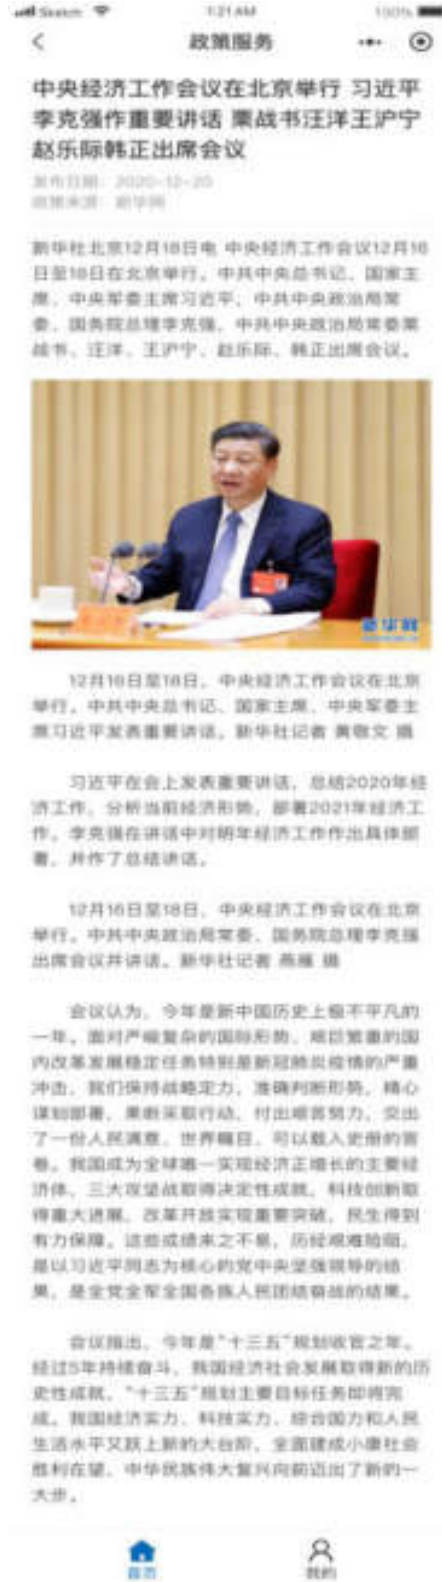 1:21 AM 100%
政策服务
中央经济工作会议在北京举行 习近平
李克强作重要讲话 栗战书汪洋王沪宁
赵乐际韩正出席会议
发布日期：2020-12-20
政策来源：新华网
新华社北京12月18日电 中央经济工作会议12月16
日至18日在北京举行。中共中央总书记、国家主
席、中央军委主席习近平，中共中央政治局常
委、国务院总理李克强，中共中央政治局常委栗
战书、汪洋、王沪宁、赵乐际、韩正出席会议。
新华网
12月16日至18日，中央经济工作会议在北京
举行。中共中央总书记、国家主席、中央军委主
席习近平发表重要讲话。新华社记者 黄敬文 摄
习近平在会上发表重要讲话，总结2020年经
济工作，分析当前经济形势，部署2021年经济工
作。李克强在讲话中对明年经济工作作出具体部
署，并作了总结讲话。
12月16日至18日，中央经济工作会议在北京
举行。中共中央政治局常委、国务院总理李克强
出席会议并讲话。新华社记者 燕雁 摄
会议认为，今年是新中国历史上极不平凡的
一年。面对严峻复杂的国际形势、艰巨繁重的国
内改革发展稳定任务特别是新冠肺炎疫情的严重
冲击，我们保持战略定力，准确判断形势，精心
谋划部署，果断采取行动，付出艰苦努力，交出
了一份人民满意、世界瞩目、可以载入史册的答
卷。我国成为全球唯一实现经济正增长的主要经
济体，三大攻坚战取得决定性成就，科技创新取
得重大进展，改革开放实现重要突破，民生得到
有力保障。这些成绩来之不易，历经艰难险阻，
是以习近平同志为核心的党中央坚强领导的结
果，是全党全军全国各族人民团结奋战的结果。
会议指出，今年是“十三五”规划收官之年。
经过5年持续奋斗，我国经济社会发展取得新的历
史性成就，“十三五”规划主要目标任务即将完
成。我国经济实力、科技实力、综合国力和人民
生活水平又跃上新的大台阶，全面建成小康社会
胜利在望，中华民族伟大复兴向前迈出了新的一
大步。
首页 我的